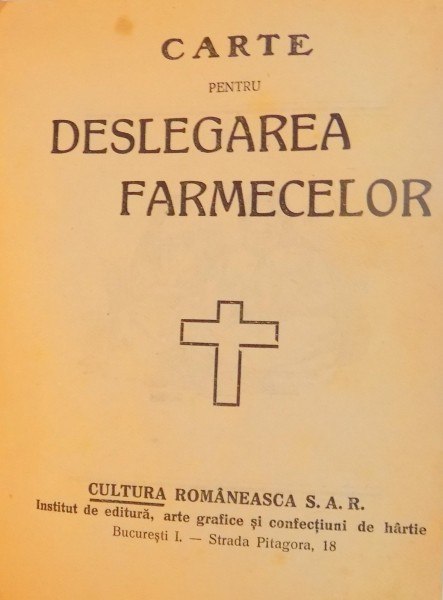 CARTE
PENTRU
DESLEGAREA
FARMECELOR
CULTURA ROMÂNEASCA S. A. R.
Institut de editură, arte grafice și confecțiuni de hârtie
București I. — Strada Pitagora, 18